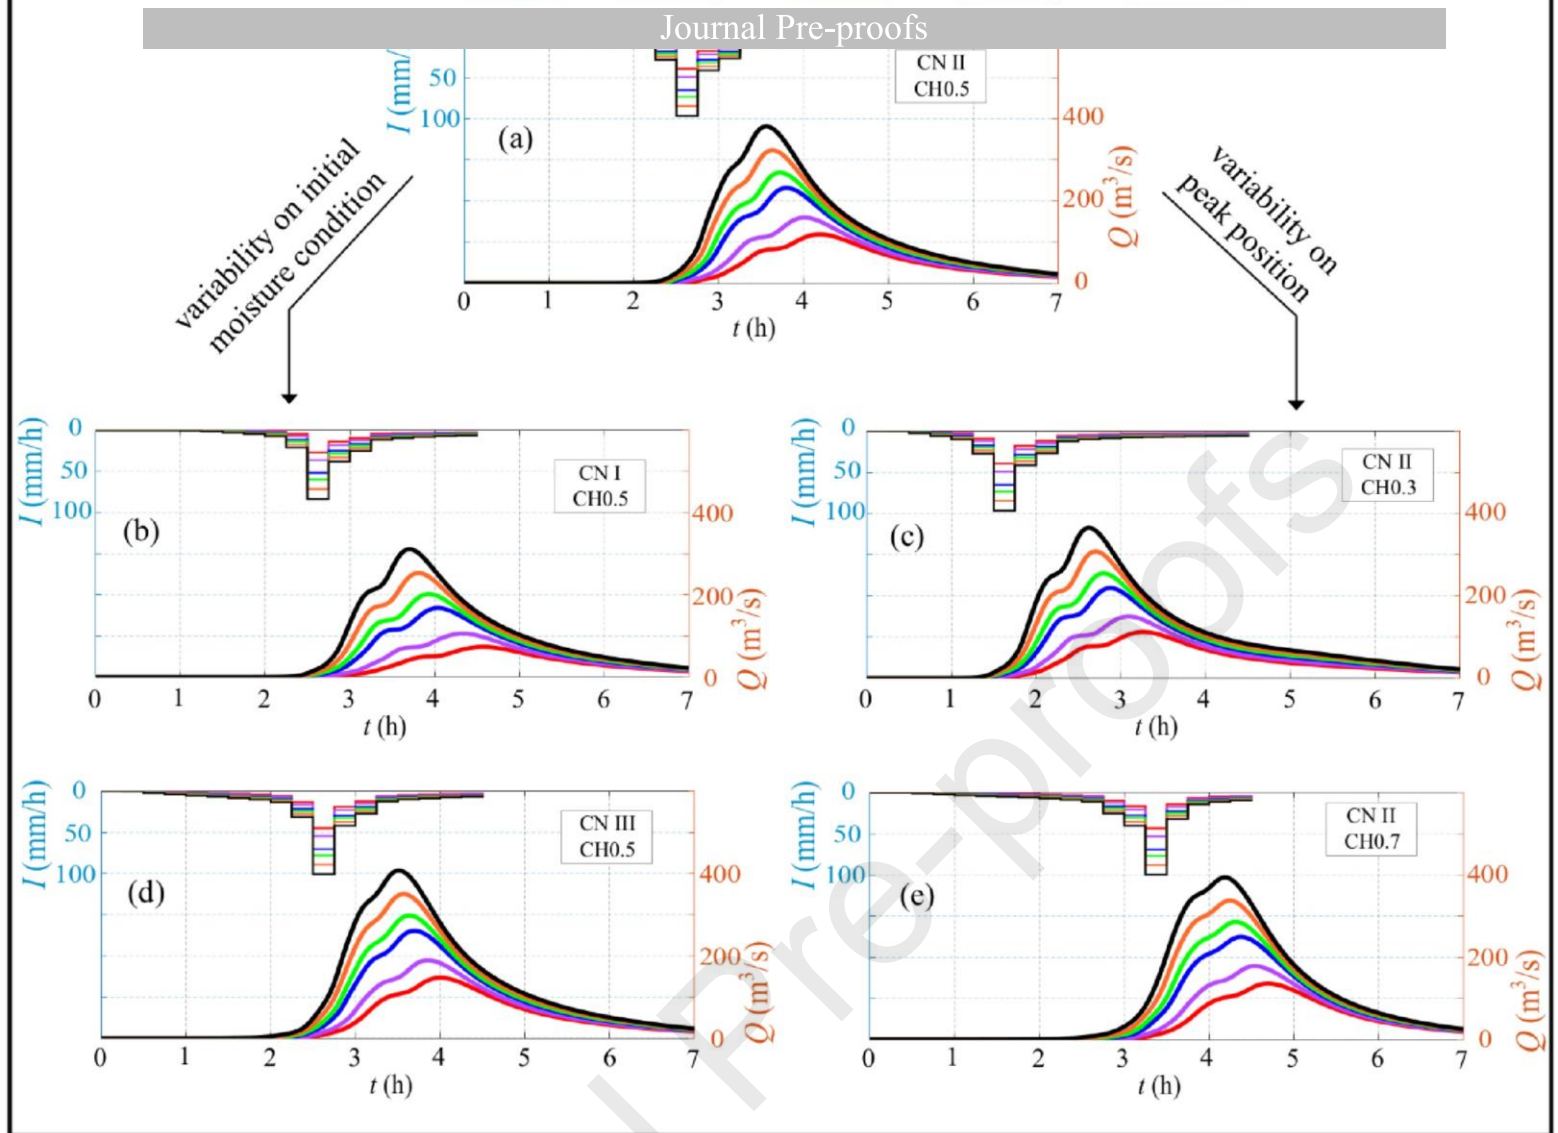 Journal Pre-proofs
I (mm/
50
100
CN II
CH0.5
(a)
400
200
0
Q (m³/s)
0 1 2 3 4 5 6 7
t (h)
variability on initial
moisture condition
variability on
peak position
I (mm/h)
0
50
100
CN I
CH0.5
(b)
400
200
0
Q (m³/s)
0 1 2 3 4 5 6 7
t (h)
I (mm/h)
0
50
100
CN II
CH0.3
(c)
400
200
0
Q (m³/s)
0 1 2 3 4 5 6 7
t (h)
I (mm/h)
0
50
100
CN III
CH0.5
(d)
400
200
0
Q (m³/s)
0 1 2 3 4 5 6 7
t (h)
I (mm/h)
0
50
100
CN II
CH0.7
(e)
400
200
0
Q (m³/s)
0 1 2 3 4 5 6 7
t (h)
l Pre-proofs